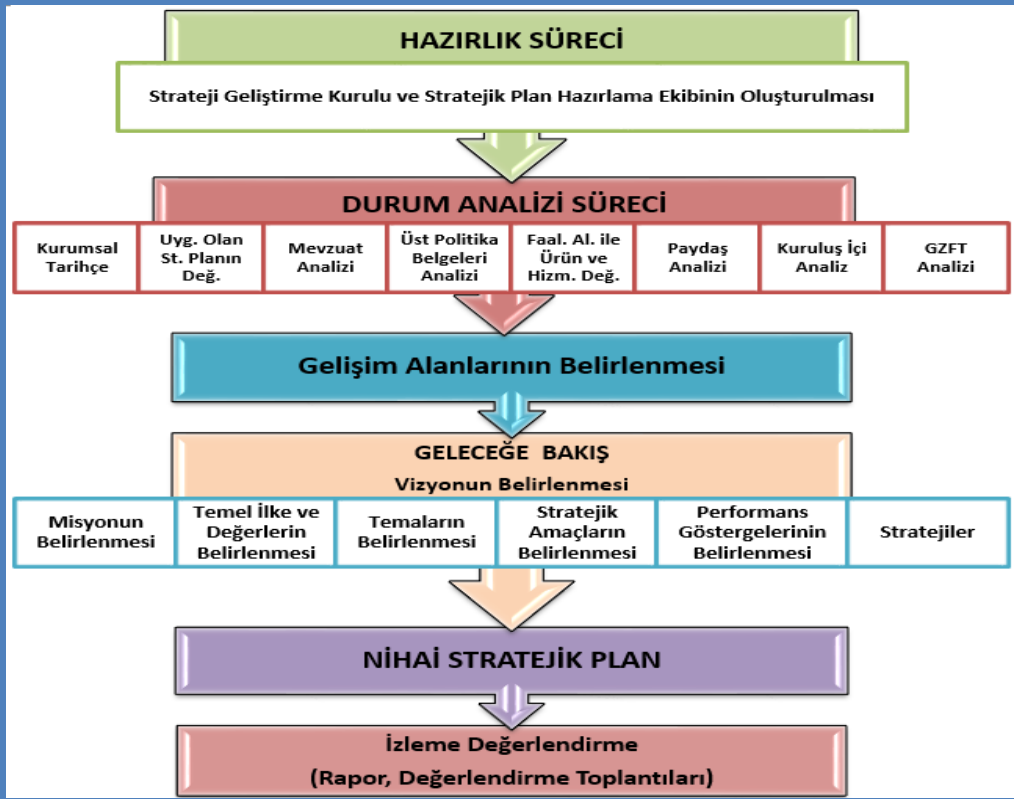 HAZIRLIK SÜRECİ
Strateji Geliştirme Kurulu ve Stratejik Plan Hazırlama Ekibinin Oluşturulması
DURUM ANALİZİ SÜRECİ
Kurumsal
Tarihçe
Uyg. Olan
St. Planın
Değ.
Mevzuat
Analizi
Üst Politika
Belgeleri
Analizi
Faal. Al. ile
Ürün ve
Hizm. Değ.
Paydaş
Analizi
Kuruluş İçi
Analiz
GZFT
Analizi
Gelişim Alanlarının Belirlenmesi
GELECEĞE BAKIŞ
Vizyonun Belirlenmesi
Misyonun
Belirlenmesi
Temel İlke ve
Değerlerin
Belirlenmesi
Temaların
Belirlenmesi
Stratejik
Amaçların
Belirlenmesi
Performans
Göstergelerinin
Belirlenmesi
Stratejiler
NİHAİ STRATEJİK PLAN
İzleme Değerlendirme
(Rapor, Değerlendirme Toplantıları)